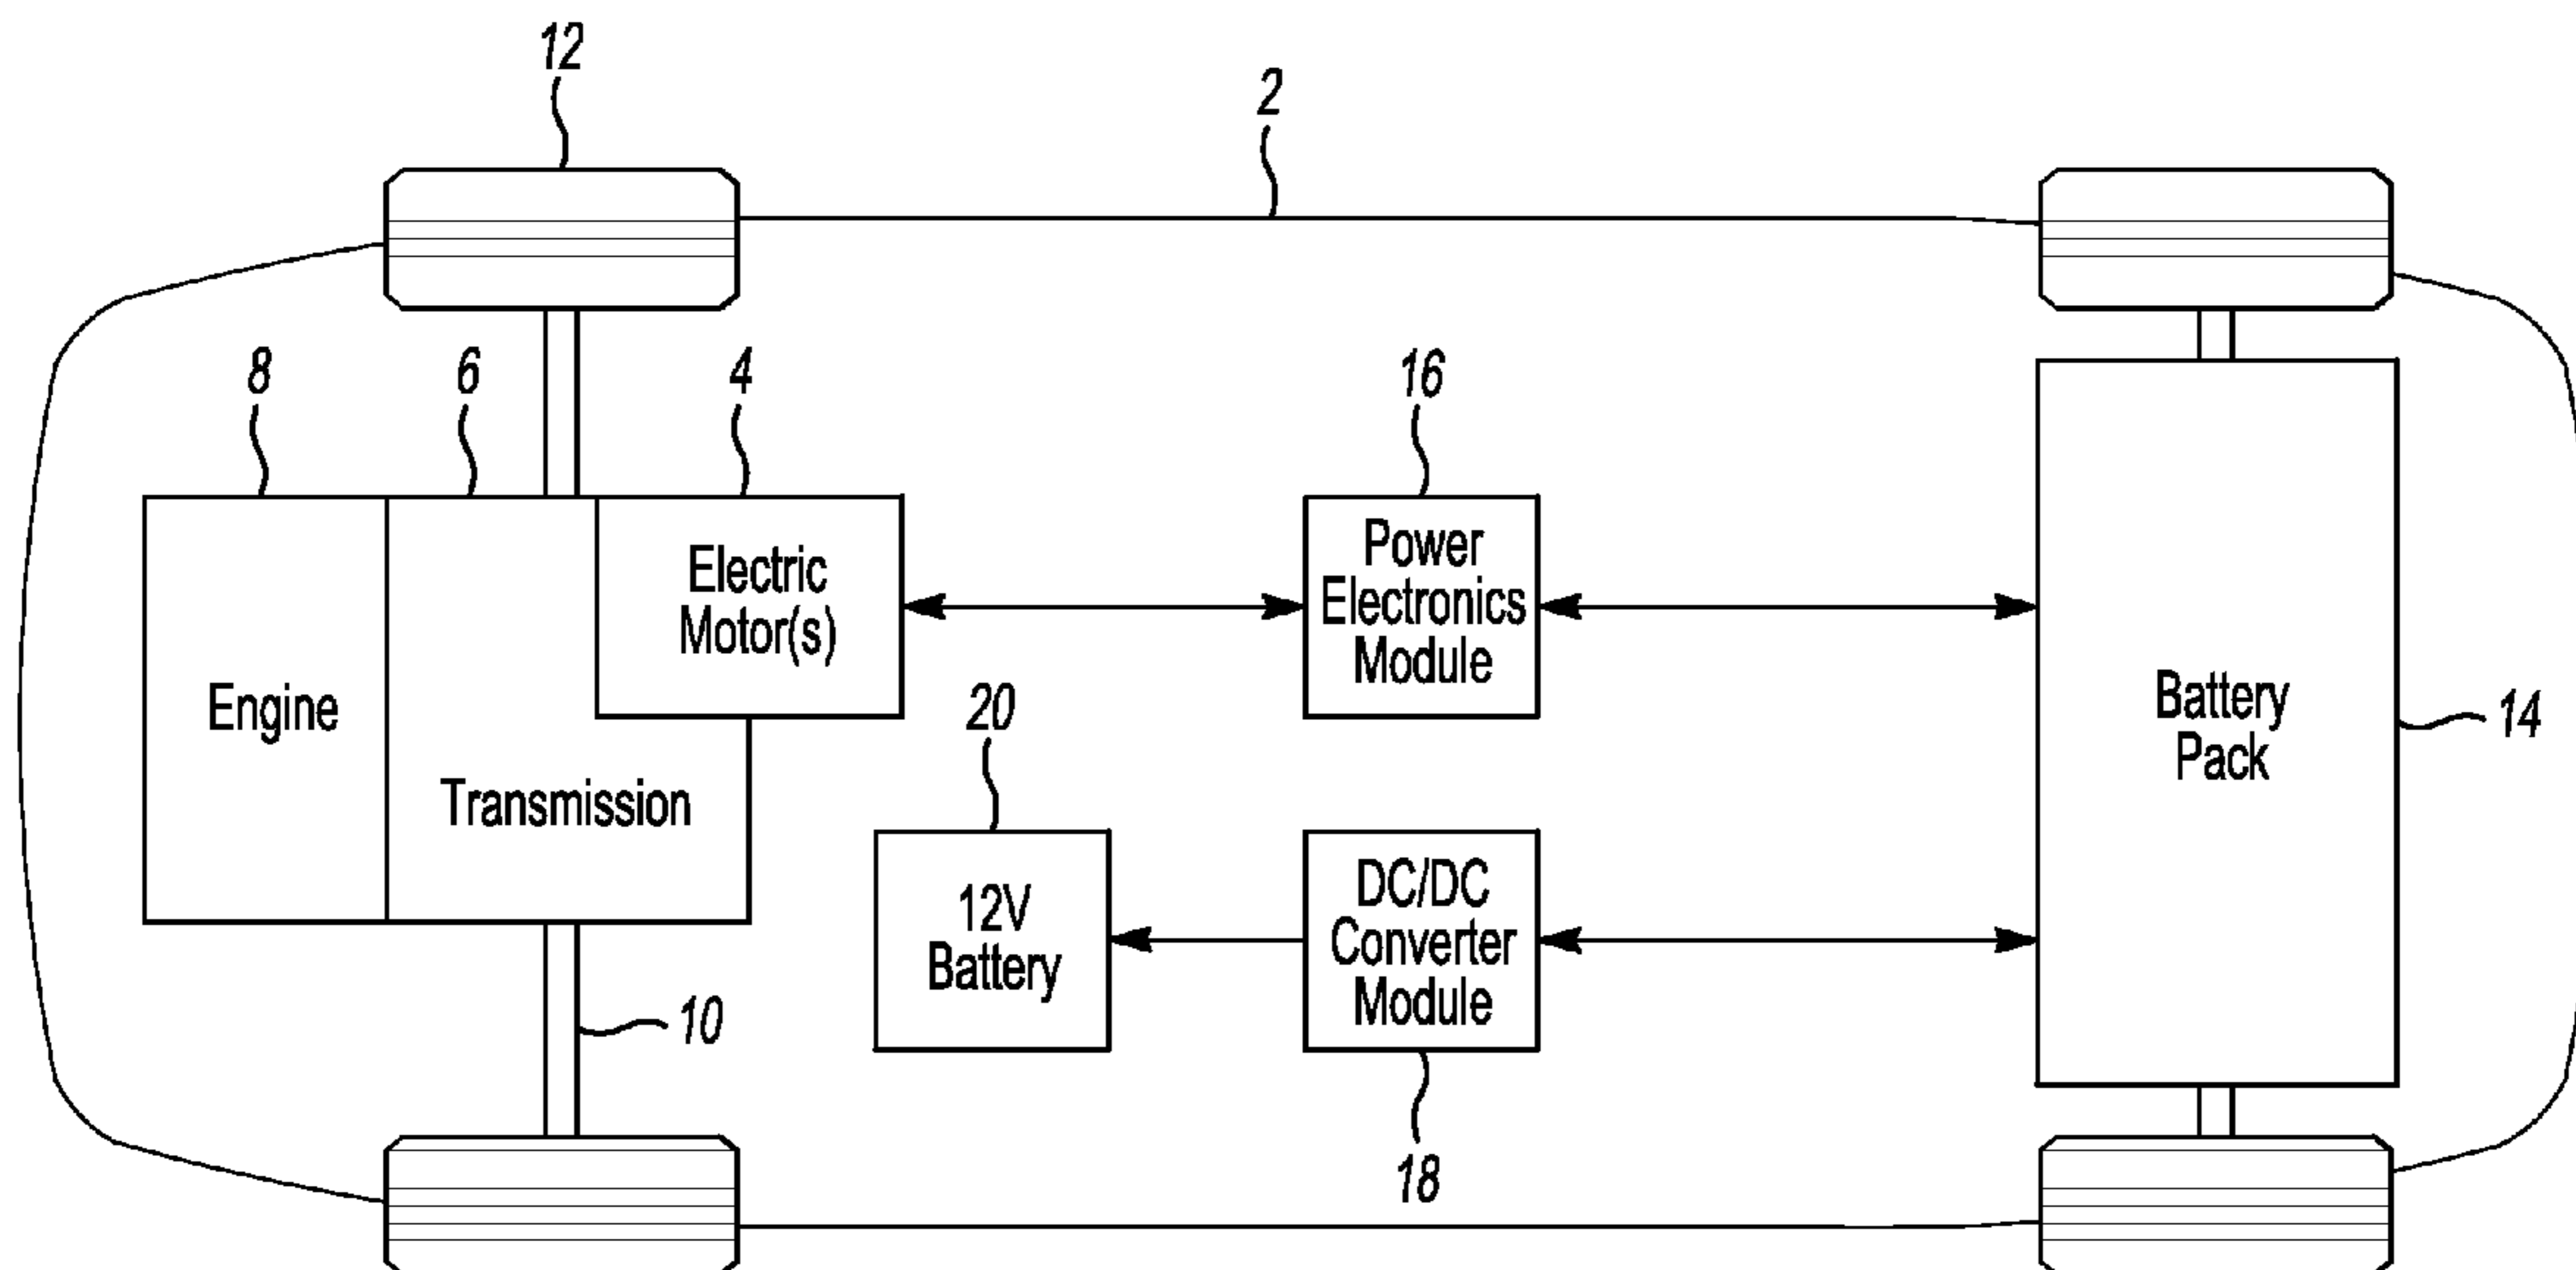 12
2
8
6
4
16
Electric
Motor(s)
Power
Electronics
Module
Engine
Transmission
20
Battery
Pack
14
12V
Battery
DC/DC
Converter
Module
10
18